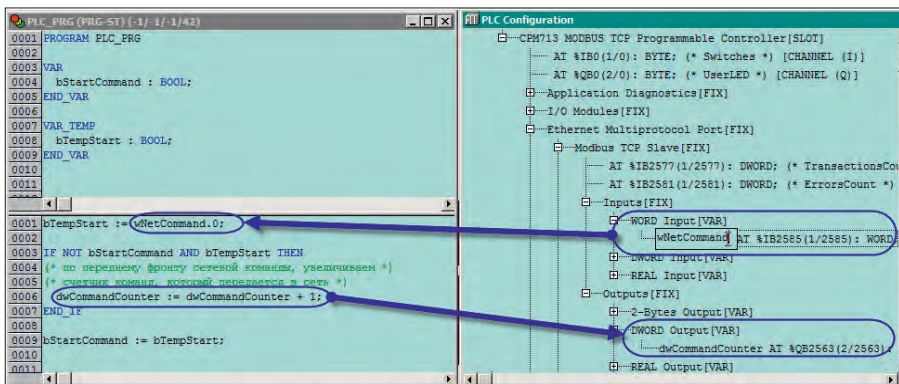 PLC_PRG (PRG-ST) (-1/-1/-1/42)
0001 PROGRAM PLC_PRG
0002
0003 VAR
0004 bStartCommand : BOOL;
0005 END_VAR
0006
0007 VAR_TEMP
0008 bTempStart : BOOL;
0009 END_VAR
0010
0011
0001 bTempStart := wNetCommand.0;
0002
0003 IF NOT bStartCommand AND bTempStart THEN
0004 (* по переднему фронту сетевой команды, увеличиваем *)
0005 (* счетчик команд, который передается в сеть *)
0006 dwCommandCounter := dwCommandCounter + 1;
0007 END_IF
0008
0009 bStartCommand := bTempStart;
0010
0011
PLC Configuration
CPM713 MODBUS TCP Programmable Controller[SLOT]
AT %IB0(1/0): BYTE; (* Switches *) [CHANNEL (I)]
AT %QB0(2/0): BYTE; (* UserLED *) [CHANNEL (Q)]
Application Diagnostics[FIX]
I/O Modules[FIX]
Ethernet Multiprotocol Port[FIX]
Modbus TCP Slave[FIX]
AT %IB2577(1/2577): DWORD; (* TransactionsCou
AT %IB2581(1/2581): DWORD; (* ErrorsCount *)
Inputs[FIX]
WORD Input[VAR]
wNetCommand AT %IB2585(1/2585): WORD;
DWORD Input[VAR]
REAL Input[VAR]
Outputs[FIX]
2-Bytes Output[VAR]
DWORD Output[VAR]
dwCommandCounter AT %QB2563(2/2563):
REAL Output[VAR]